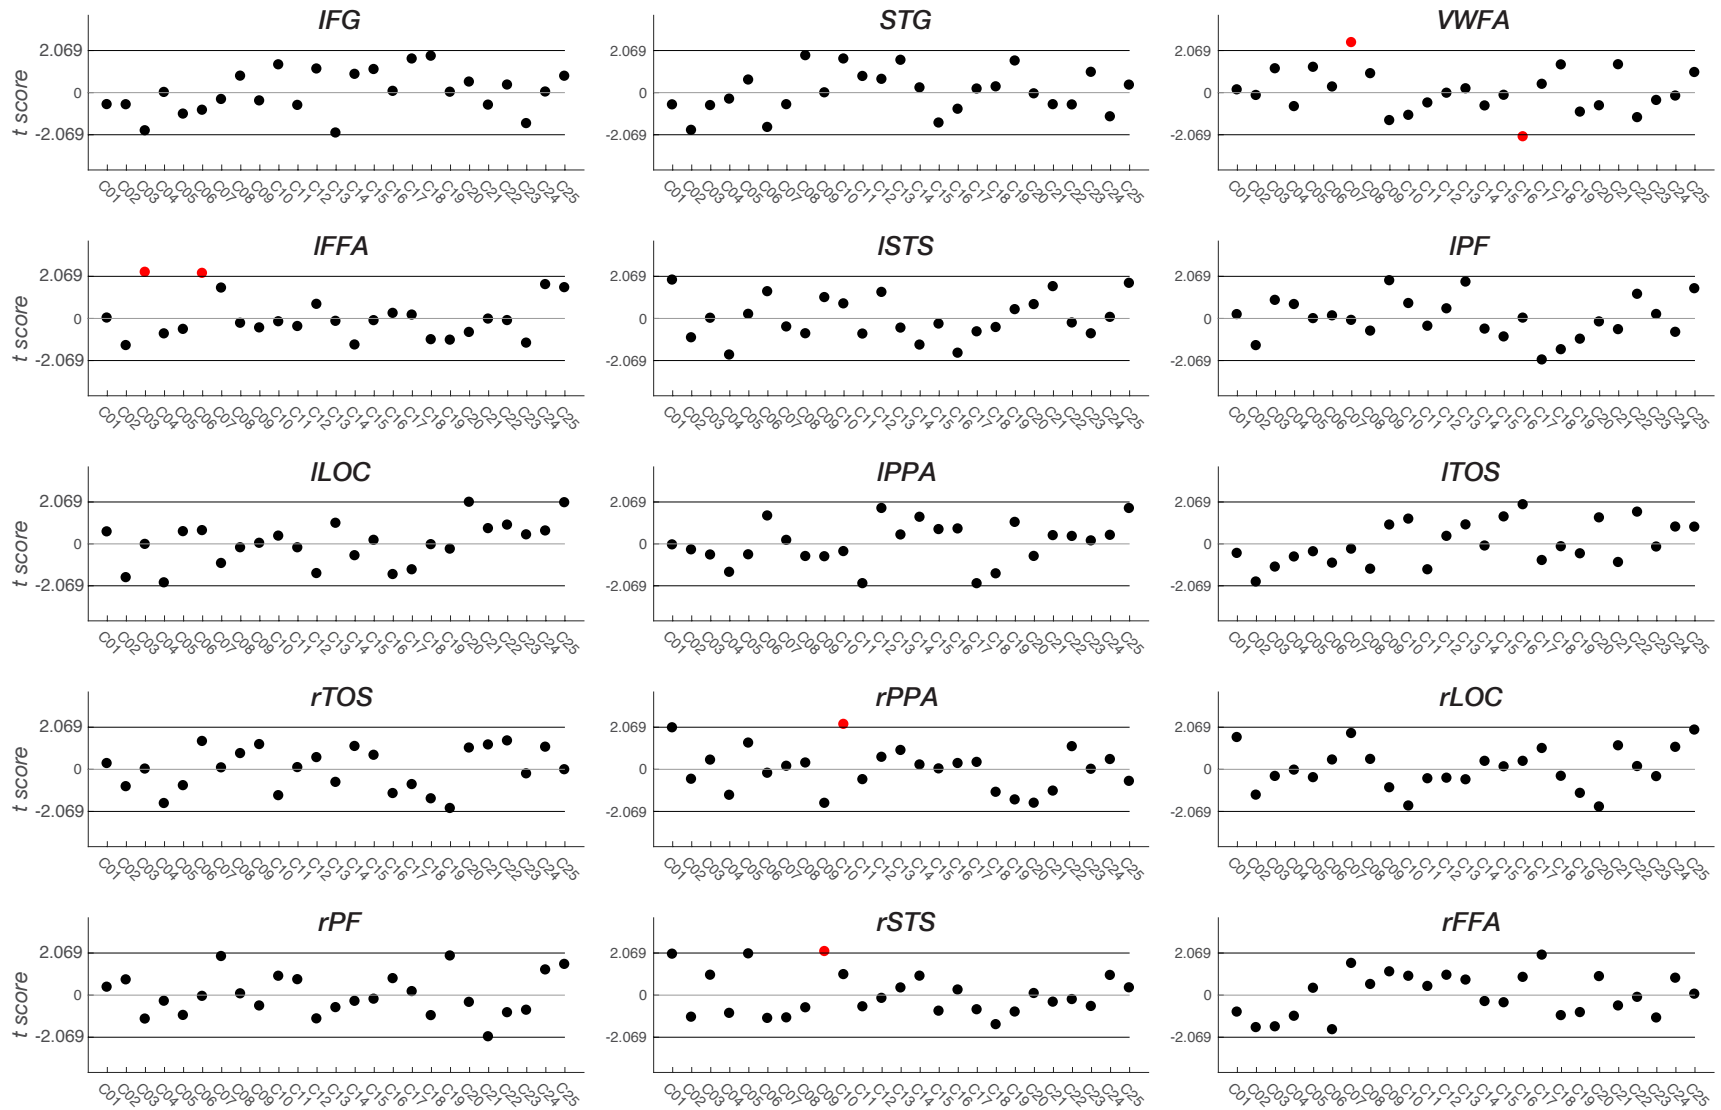 IFG STG VWFA
t score
2.069 2.069 2.069
0 0 0
-2.069 -2.069 -2.069
C01 C02 C03 C04 C05 C06 C07 C08 C09 C10 C11 C12 C13 C14 C15 C16 C17 C18 C19 C20 C21 C22 C23 C24 C25
C01 C02 C03 C04 C05 C06 C07 C08 C09 C10 C11 C12 C13 C14 C15 C16 C17 C18 C19 C20 C21 C22 C23 C24 C25
C01 C02 C03 C04 C05 C06 C07 C08 C09 C10 C11 C12 C13 C14 C15 C16 C17 C18 C19 C20 C21 C22 C23 C24 C25
lFFA lSTS lPF
t score
2.069 2.069 2.069
0 0 0
-2.069 -2.069 -2.069
C01 C02 C03 C04 C05 C06 C07 C08 C09 C10 C11 C12 C13 C14 C15 C16 C17 C18 C19 C20 C21 C22 C23 C24 C25
C01 C02 C03 C04 C05 C06 C07 C08 C09 C10 C11 C12 C13 C14 C15 C16 C17 C18 C19 C20 C21 C22 C23 C24 C25
C01 C02 C03 C04 C05 C06 C07 C08 C09 C10 C11 C12 C13 C14 C15 C16 C17 C18 C19 C20 C21 C22 C23 C24 C25
lLOC lPPA lTOS
t score
2.069 2.069 2.069
0 0 0
-2.069 -2.069 -2.069
C01 C02 C03 C04 C05 C06 C07 C08 C09 C10 C11 C12 C13 C14 C15 C16 C17 C18 C19 C20 C21 C22 C23 C24 C25
C01 C02 C03 C04 C05 C06 C07 C08 C09 C10 C11 C12 C13 C14 C15 C16 C17 C18 C19 C20 C21 C22 C23 C24 C25
C01 C02 C03 C04 C05 C06 C07 C08 C09 C10 C11 C12 C13 C14 C15 C16 C17 C18 C19 C20 C21 C22 C23 C24 C25
rTOS rPPA rLOC
t score
2.069 2.069 2.069
0 0 0
-2.069 -2.069 -2.069
C01 C02 C03 C04 C05 C06 C07 C08 C09 C10 C11 C12 C13 C14 C15 C16 C17 C18 C19 C20 C21 C22 C23 C24 C25
C01 C02 C03 C04 C05 C06 C07 C08 C09 C10 C11 C12 C13 C14 C15 C16 C17 C18 C19 C20 C21 C22 C23 C24 C25
C01 C02 C03 C04 C05 C06 C07 C08 C09 C10 C11 C12 C13 C14 C15 C16 C17 C18 C19 C20 C21 C22 C23 C24 C25
rPF rSTS rFFA
t score
2.069 2.069 2.069
0 0 0
-2.069 -2.069 -2.069
C01 C02 C03 C04 C05 C06 C07 C08 C09 C10 C11 C12 C13 C14 C15 C16 C17 C18 C19 C20 C21 C22 C23 C24 C25
C01 C02 C03 C04 C05 C06 C07 C08 C09 C10 C11 C12 C13 C14 C15 C16 C17 C18 C19 C20 C21 C22 C23 C24 C25
C01 C02 C03 C04 C05 C06 C07 C08 C09 C10 C11 C12 C13 C14 C15 C16 C17 C18 C19 C20 C21 C22 C23 C24 C25